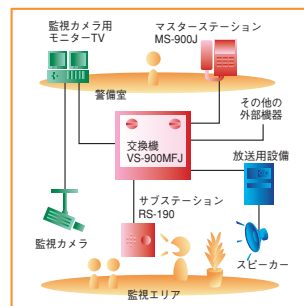 監視カメラ用
モニターTV
マスターステーション
MS-900J
警備室
その他の
外部機器
交換機
VS-900MFJ
放送用設備
サブステーション
RS-190
監視カメラ
スピーカー
監視エリア